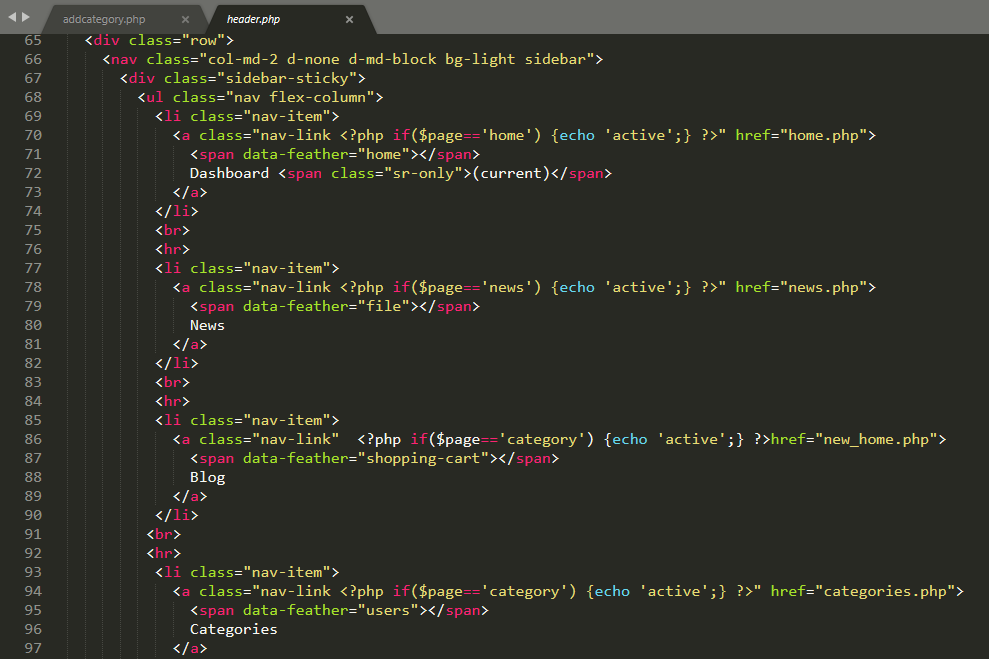 addcategory.php × header.php ×
65 <div class="row">
66 <nav class="col-md-2 d-none d-md-block bg-light sidebar">
67 <div class="sidebar-sticky">
68 <ul class="nav flex-column">
69 <li class="nav-item">
70 <a class="nav-link <?php if($page=='home') {echo 'active';} ?>" href="home.php">
71 <span data-feather="home"></span>
72 Dashboard <span class="sr-only">(current)</span>
73 </a>
74 </li>
75 <br>
76 <hr>
77 <li class="nav-item">
78 <a class="nav-link <?php if($page=='news') {echo 'active';} ?>" href="news.php">
79 <span data-feather="file"></span>
80 News
81 </a>
82 </li>
83 <br>
84 <hr>
85 <li class="nav-item">
86 <a class="nav-link"  <?php if($page=='category') {echo 'active';} ?>href="new_home.php">
87 <span data-feather="shopping-cart"></span>
88 Blog
89 </a>
90 </li>
91 <br>
92 <hr>
93 <li class="nav-item">
94 <a class="nav-link <?php if($page=='category') {echo 'active';} ?>" href="categories.php">
95 <span data-feather="users"></span>
96 Categories
97 </a>